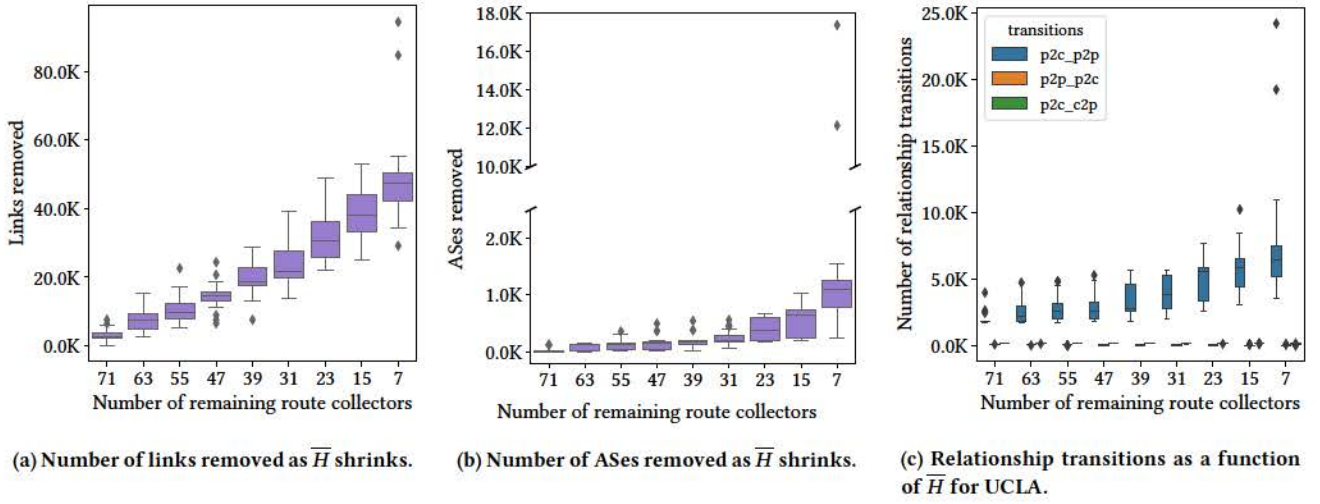 80.0K
60.0K
40.0K
20.0K
0.0K
Links removed
71 63 55 47 39 31 23 15 7
Number of remaining route collectors
(a) Number of links removed as H̅ shrinks.
18.0K
16.0K
14.0K
12.0K
10.0K
2.0K
1.0K
0.0K
ASes removed
71 63 55 47 39 31 23 15 7
Number of remaining route collectors
(b) Number of ASes removed as H̅ shrinks.
25.0K
20.0K
15.0K
10.0K
5.0K
0.0K
Number of relationship transitions
transitions
p2c_p2p
p2p_p2c
p2c_c2p
71 63 55 47 39 31 23 15 7
Number of remaining route collectors
(c) Relationship transitions as a function
of H̅ for UCLA.